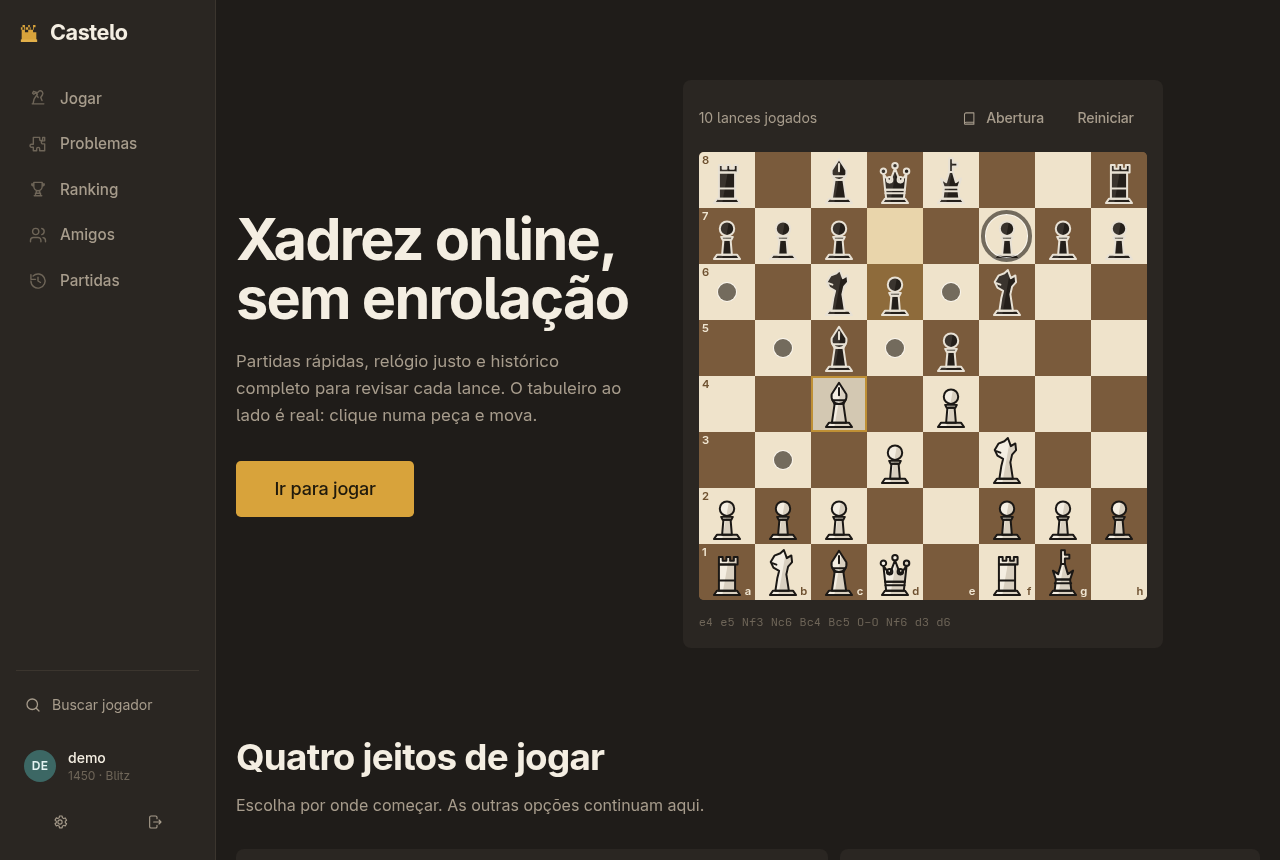 Castelo
Jogar
Problemas
Ranking
Amigos
Partidas
Buscar jogador
DE
demo
1450 · Blitz
Xadrez online,
sem enrolação
Partidas rápidas, relógio justo e histórico
completo para revisar cada lance. O tabuleiro ao
lado é real: clique numa peça e mova.
Ir para jogar
10 lances jogados
Abertura
Reiniciar
8
7
6
5
4
3
2
1
a b c d e f g h
e4 e5 Nf3 Nc6 Bc4 Bc5 O-O Nf6 d3 d6
Quatro jeitos de jogar
Escolha por onde começar. As outras opções continuam aqui.